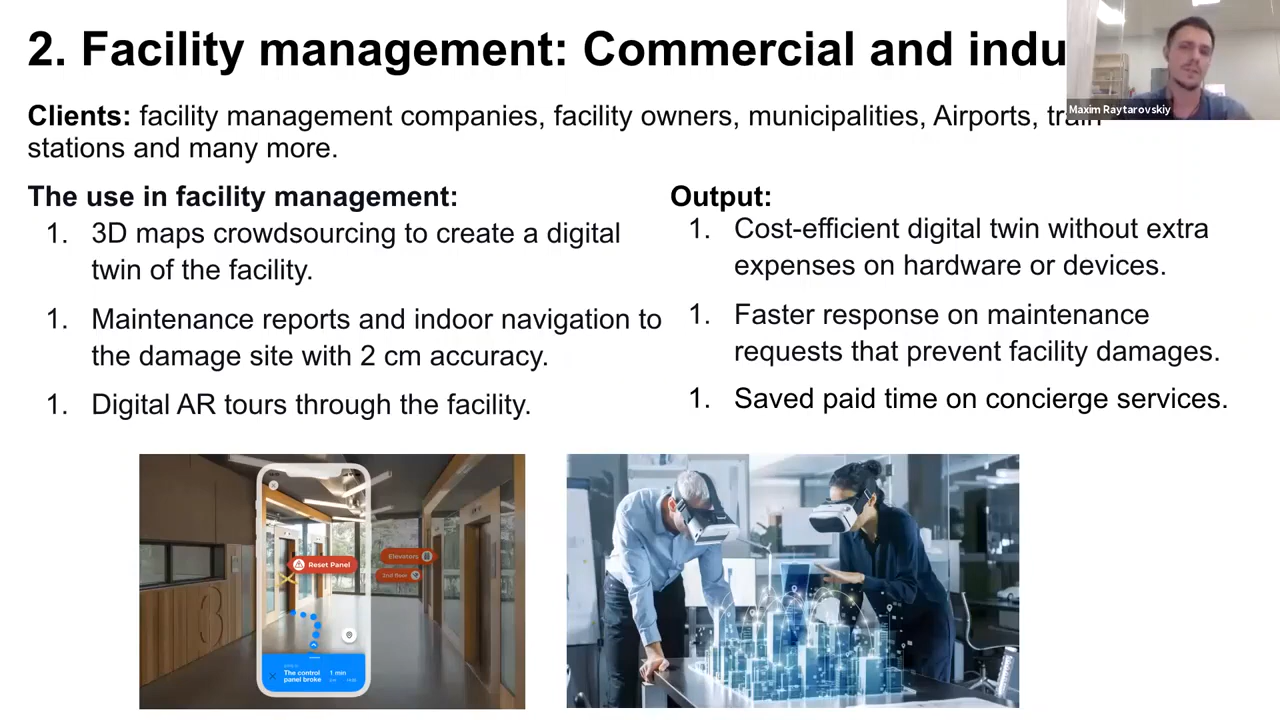 2. Facility management: Commercial and indu
Maxim Raytarovskiy
Clients: facility management companies, facility owners, municipalities, Airports, train
stations and many more.
The use in facility management:
1. 3D maps crowdsourcing to create a digital
twin of the facility.
1. Maintenance reports and indoor navigation to
the damage site with 2 cm accuracy.
1. Digital AR tours through the facility.
Output:
1. Cost-efficient digital twin without extra
expenses on hardware or devices.
1. Faster response on maintenance
requests that prevent facility damages.
1. Saved paid time on concierge services.
Elevators
Reset Panel
2nd floor
3
The control
panel broke
1 min